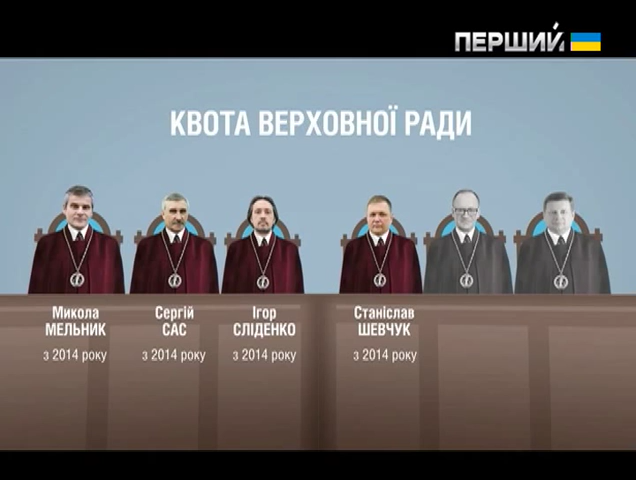 ПЕРШИЙ
КВОТА ВЕРХОВНОЇ РАДИ
Микола
МЕЛЬНИК
з 2014 року
Сергій
САС
з 2014 року
Ігор
СЛІДЕНКО
з 2014 року
Станіслав
ШЕВЧУК
з 2014 року